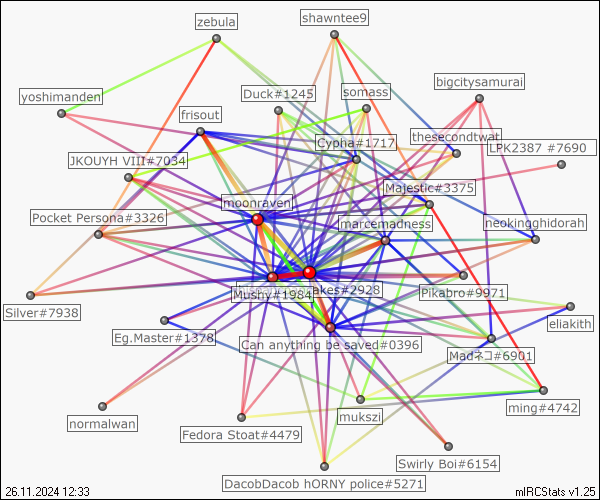 shawntee9
zebula
bigcitysamurai
yoshimanden
Duck#1245
somass
frisout
thesecondtwat
Cypha#1717
LPK2387 #7690
JKOUYH VIII#7034
Majestic#3375
moonraven
Pocket Persona#3326
marcemadness
neokingghidorah
akes#2928
Mushy#1984
Pikabro#9971
Silver#7938
eliakith
Eg.Master#1378
Can anything be saved#0396
Madネコ#6901
ming#4742
mukszi
normalwan
Fedora Stoat#4479
Swirly Boi#6154
DacobDacob hORNY police#5271
26.11.2024 12:33
mIRCStats v1.25